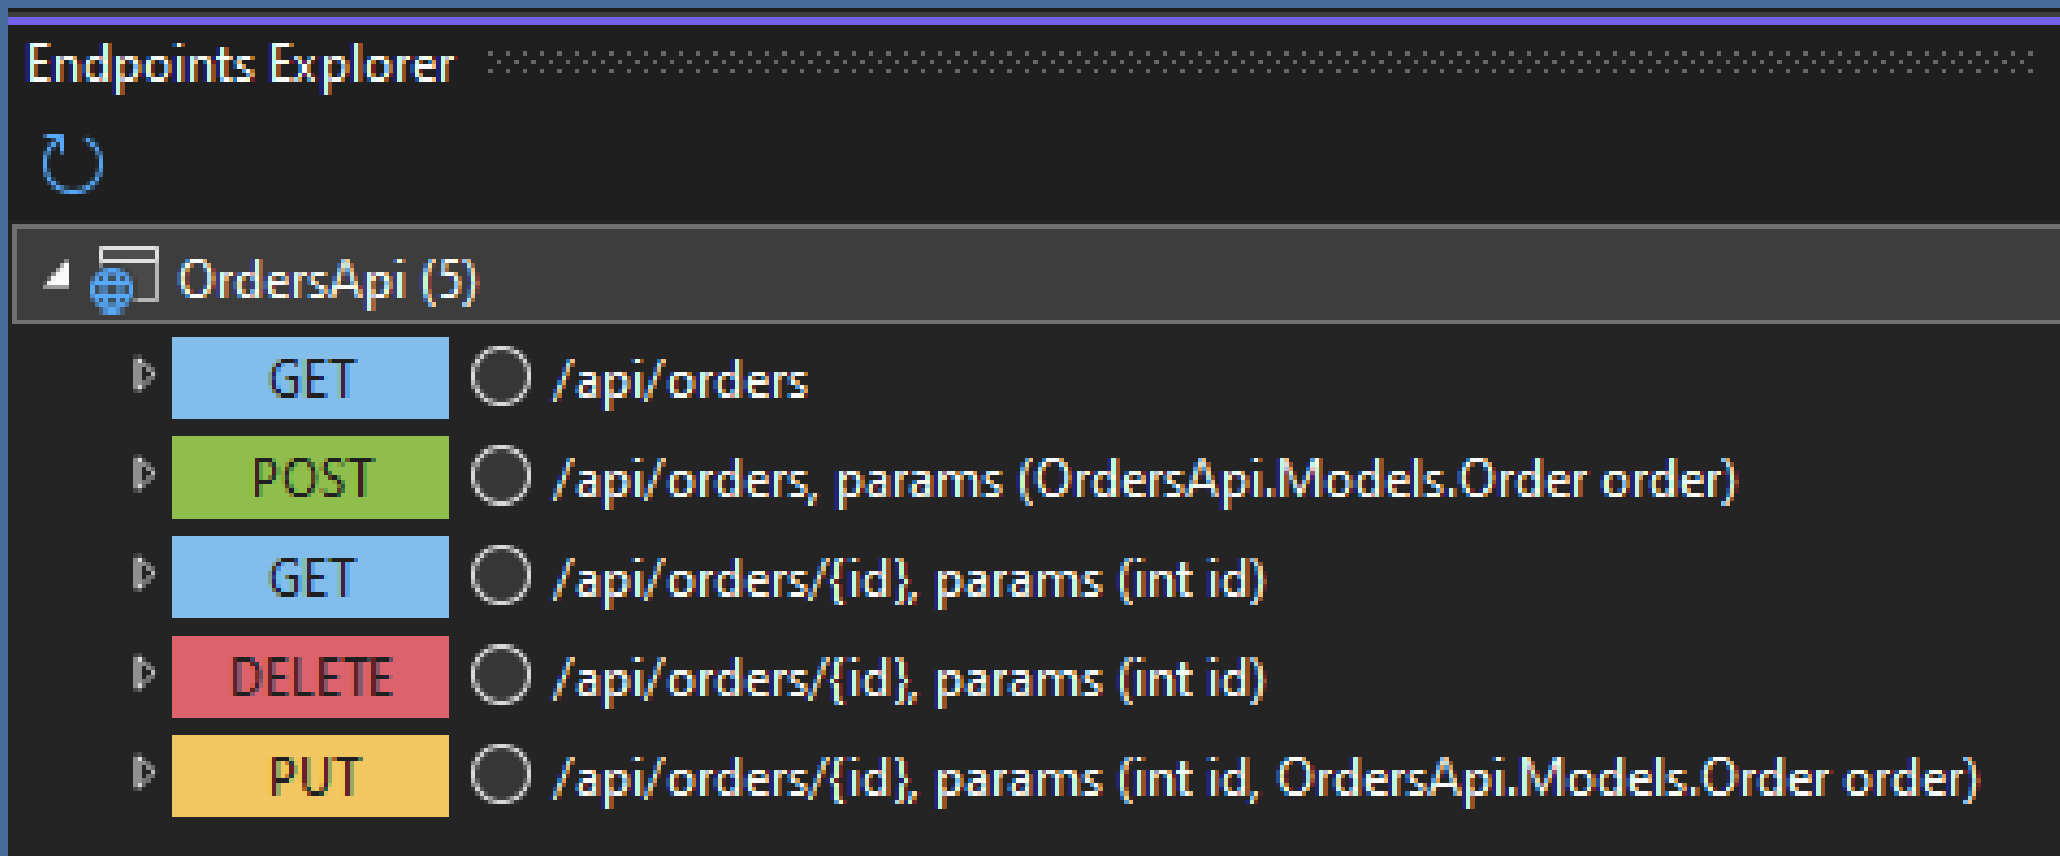 Endpoints Explorer
OrdersApi (5)
GET /api/orders
POST /api/orders, params (OrdersApi.Models.Order order)
GET /api/orders/{id}, params (int id)
DELETE /api/orders/{id}, params (int id)
PUT /api/orders/{id}, params (int id, OrdersApi.Models.Order order)